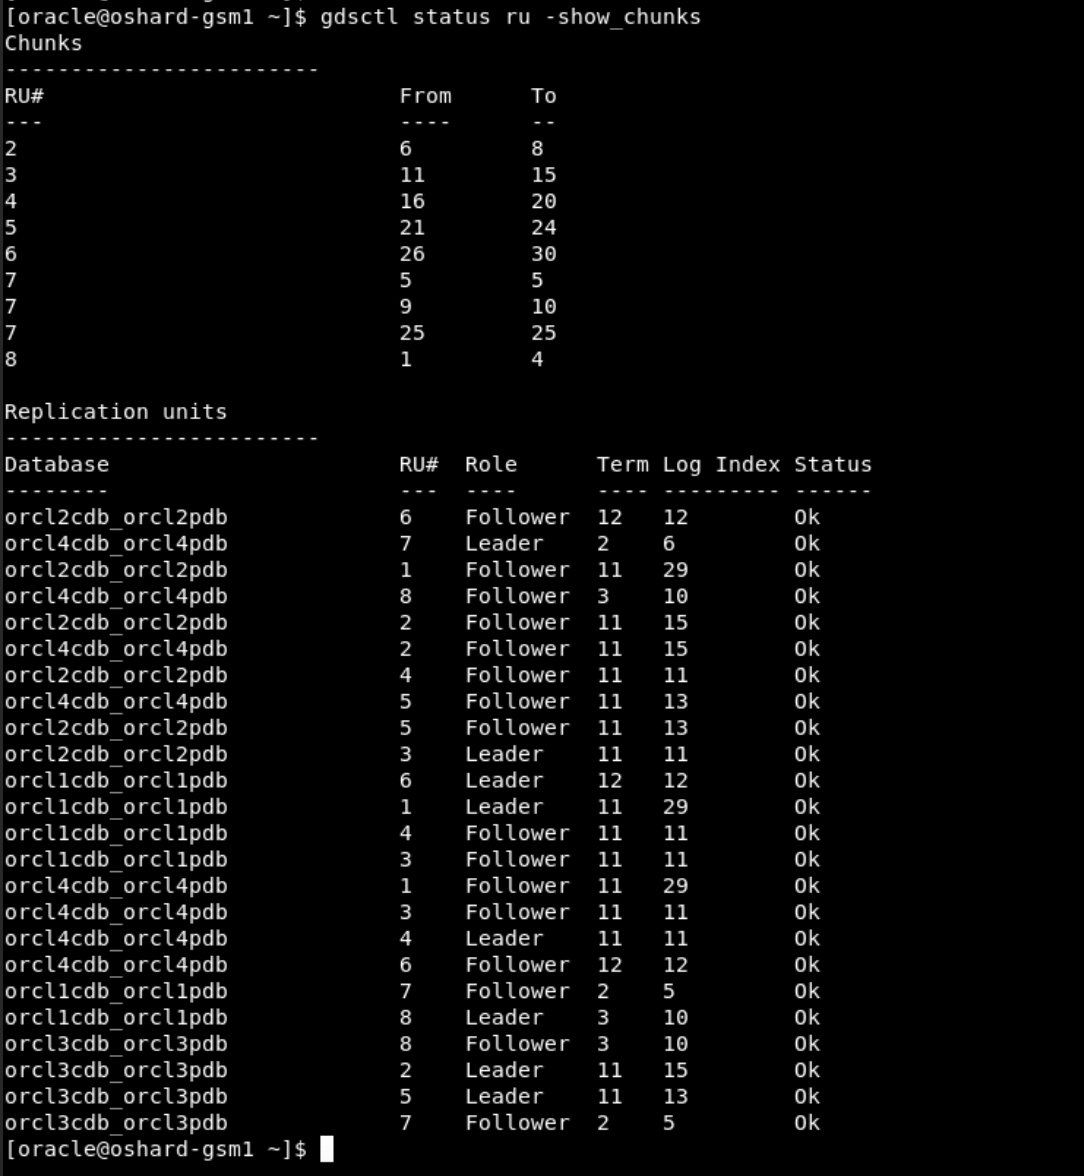 [oracle@oshard-gsm1 ~]$ gdsctl status ru -show_chunks
Chunks
------------------------
RU#                           From      To
---                           ----      --
2                             6         8
3                             11        15
4                             16        20
5                             21        24
6                             26        30
7                             5         5
7                             9         10
7                             25        25
8                             1         4

Replication units
------------------------
Database                      RU#  Role      Term Log Index Status
--------                      ---  ----      ---- --------- ------
orcl2cdb_orcl2pdb             6    Follower  12   12        Ok
orcl4cdb_orcl4pdb             7    Leader    2    6         Ok
orcl2cdb_orcl2pdb             1    Follower  11   29        Ok
orcl4cdb_orcl4pdb             8    Follower  3    10        Ok
orcl2cdb_orcl2pdb             2    Follower  11   15        Ok
orcl4cdb_orcl4pdb             2    Follower  11   15        Ok
orcl2cdb_orcl2pdb             4    Follower  11   11        Ok
orcl4cdb_orcl4pdb             5    Follower  11   13        Ok
orcl2cdb_orcl2pdb             5    Follower  11   13        Ok
orcl2cdb_orcl2pdb             3    Leader    11   11        Ok
orcl1cdb_orcl1pdb             6    Leader    12   12        Ok
orcl1cdb_orcl1pdb             1    Leader    11   29        Ok
orcl1cdb_orcl1pdb             4    Follower  11   11        Ok
orcl1cdb_orcl1pdb             3    Follower  11   11        Ok
orcl4cdb_orcl4pdb             1    Follower  11   29        Ok
orcl4cdb_orcl4pdb             3    Follower  11   11        Ok
orcl4cdb_orcl4pdb             4    Leader    11   11        Ok
orcl4cdb_orcl4pdb             6    Follower  12   12        Ok
orcl1cdb_orcl1pdb             7    Follower  2    5         Ok
orcl1cdb_orcl1pdb             8    Leader    3    10        Ok
orcl3cdb_orcl3pdb             8    Follower  3    10        Ok
orcl3cdb_orcl3pdb             2    Leader    11   15        Ok
orcl3cdb_orcl3pdb             5    Leader    11   13        Ok
orcl3cdb_orcl3pdb             7    Follower  2    5         Ok
[oracle@oshard-gsm1 ~]$